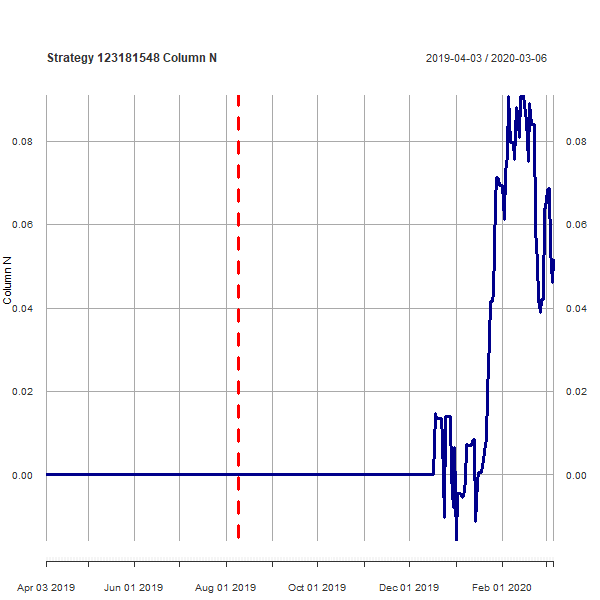 Strategy 123181548 Column N 2019-04-03 / 2020-03-06
0.08 0.08
0.06 0.06
Column N
0.04 0.04
0.02 0.02
0.00 0.00
Apr 03 2019 Jun 01 2019 Aug 01 2019 Oct 01 2019 Dec 01 2019 Feb 01 2020